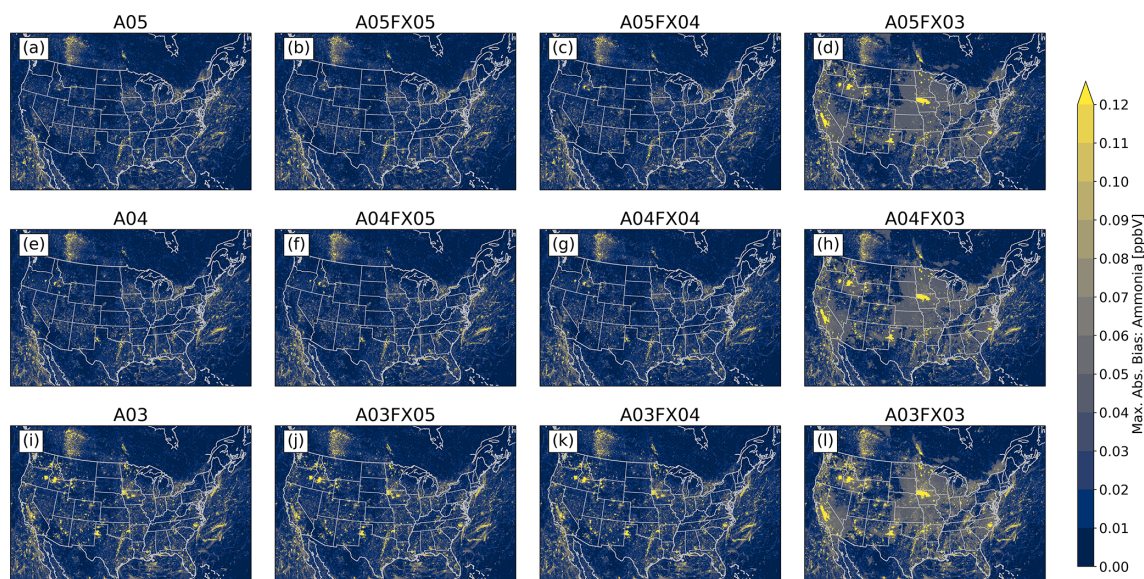 A05 A05FX05 A05FX04 A05FX03
(a) (b) (c) (d)
A04 A04FX05 A04FX04 A04FX03
(e) (f) (g) (h)
A03 A03FX05 A03FX04 A03FX03
(i) (j) (k) (l)
0.12
0.11
0.10
0.09
0.08
0.07
0.06
0.05
0.04
0.03
0.02
0.01
0.00
Max. Abs. Bias: Ammonia [ppbV]